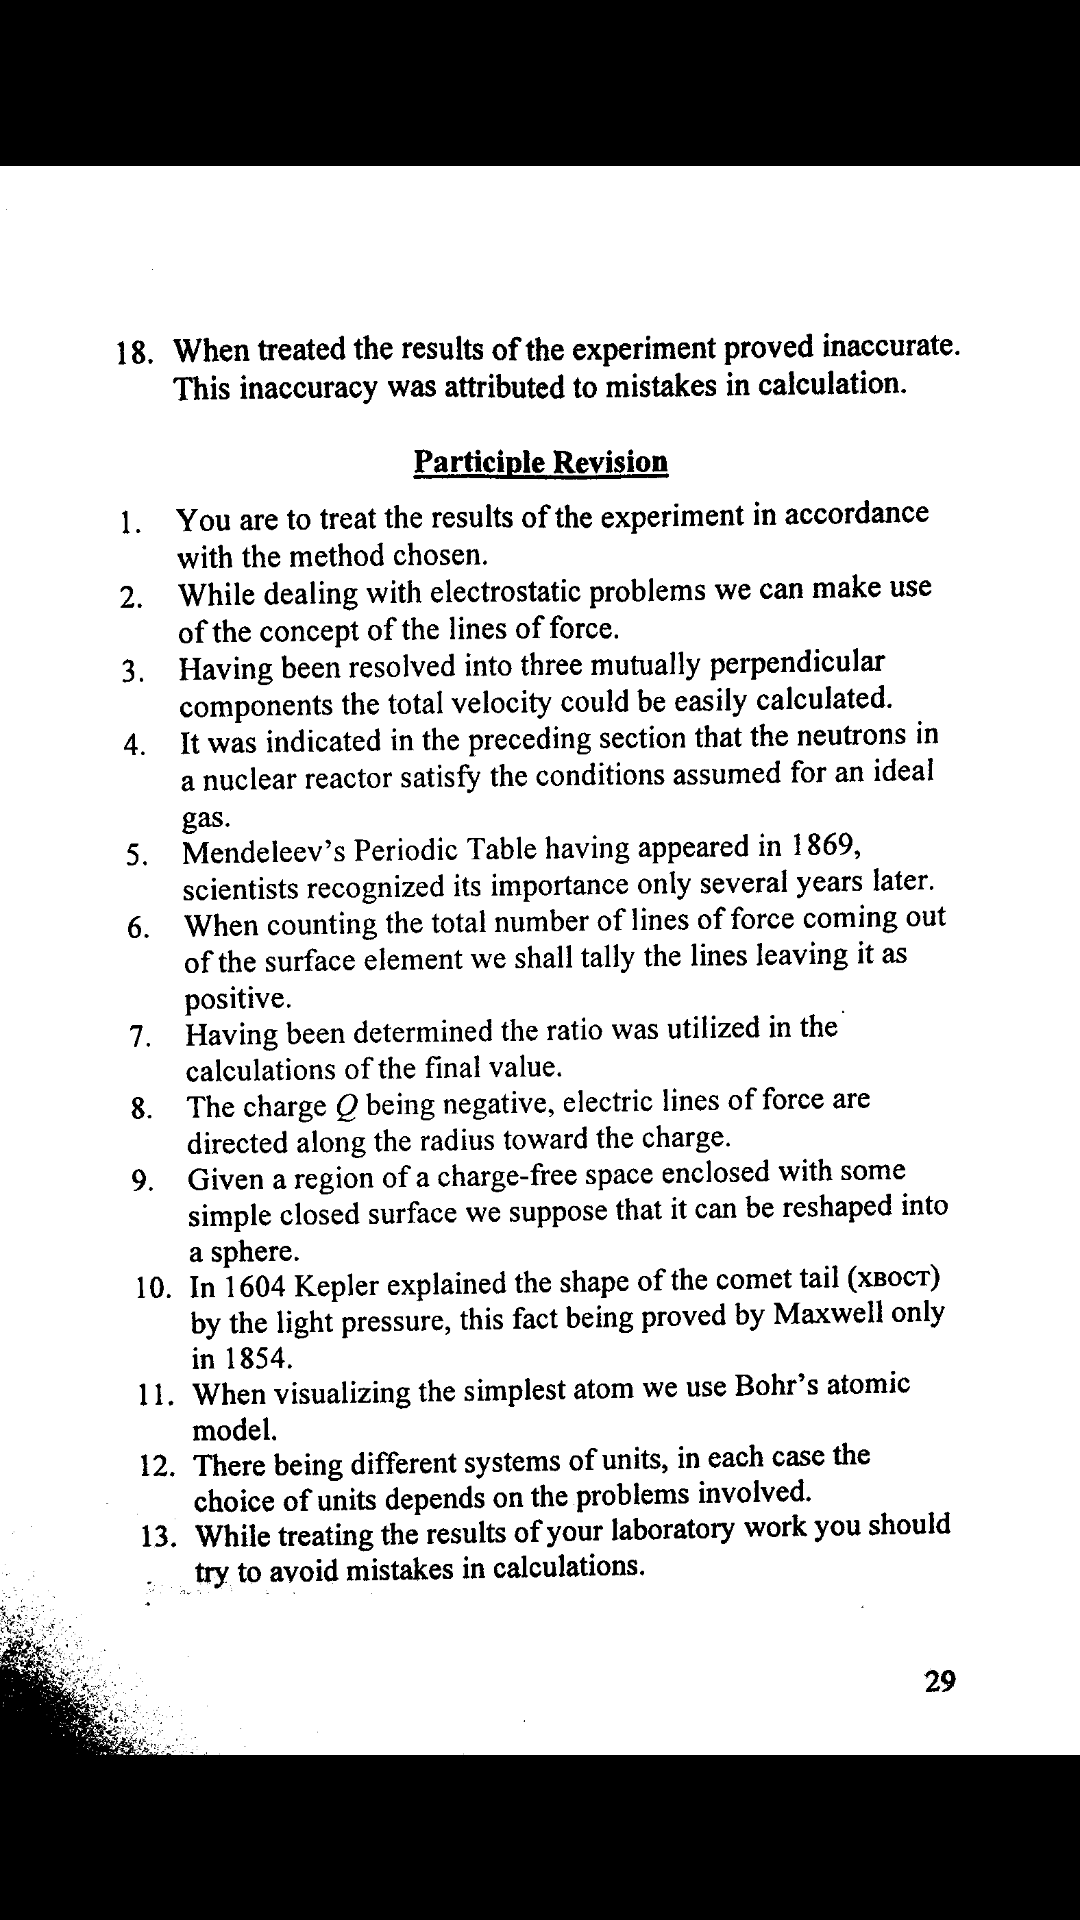 18. When treated the results of the experiment proved inaccurate.
This inaccuracy was attributed to mistakes in calculation.
Participle Revision
1. You are to treat the results of the experiment in accordance
with the method chosen.
2. While dealing with electrostatic problems we can make use
of the concept of the lines of force.
3. Having been resolved into three mutually perpendicular
components the total velocity could be easily calculated.
4. It was indicated in the preceding section that the neutrons in
a nuclear reactor satisfy the conditions assumed for an ideal
gas.
5. Mendeleev's Periodic Table having appeared in 1869,
scientists recognized its importance only several years later.
6. When counting the total number of lines of force coming out
of the surface element we shall tally the lines leaving it as
positive.
7. Having been determined the ratio was utilized in the
calculations of the final value.
8. The charge Q being negative, electric lines of force are
directed along the radius toward the charge.
9. Given a region of a charge-free space enclosed with some
simple closed surface we suppose that it can be reshaped into
a sphere.
10. In 1604 Kepler explained the shape of the comet tail (хвост)
by the light pressure, this fact being proved by Maxwell only
in 1854.
11. When visualizing the simplest atom we use Bohr's atomic
model.
12. There being different systems of units, in each case the
choice of units depends on the problems involved.
13. While treating the results of your laboratory work you should
try to avoid mistakes in calculations.
29